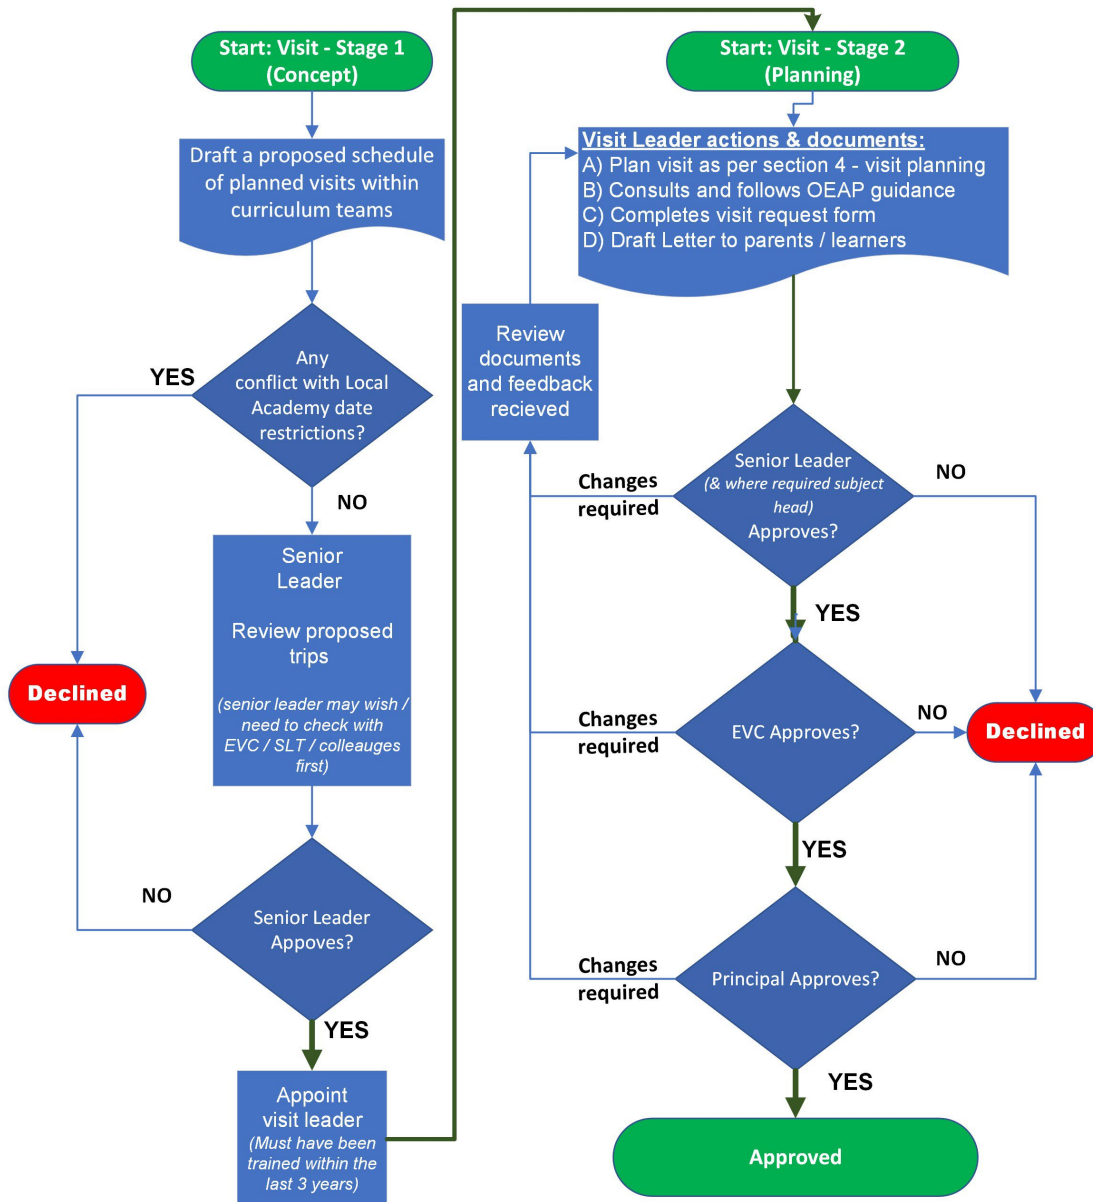 Start: Visit - Stage 1
(Concept)
Draft a proposed schedule
of planned visits within
curriculum teams
Any
conflict with Local
Academy date
restrictions?
YES
NO
Senior
Leader
Review proposed
trips
(senior leader may wish /
need to check with
EVC / SLT / colleauges
first)
Declined
Senior Leader
Appoves?
NO
YES
Appoint
visit leader
(Must have been
trained within the
last 3 years)
Start: Visit - Stage 2
(Planning)
Visit Leader actions & documents:
A) Plan visit as per section 4 - visit planning
B) Consults and follows OEAP guidance
C) Completes visit request form
D) Draft Letter to parents / learners
Review
documents
and feedback
recieved
Senior Leader
(& where required subject
head)
Approves?
Changes
required
NO
YES
EVC Approves?
Changes
required
NO
Declined
YES
Principal Approves?
Changes
required
NO
YES
Approved